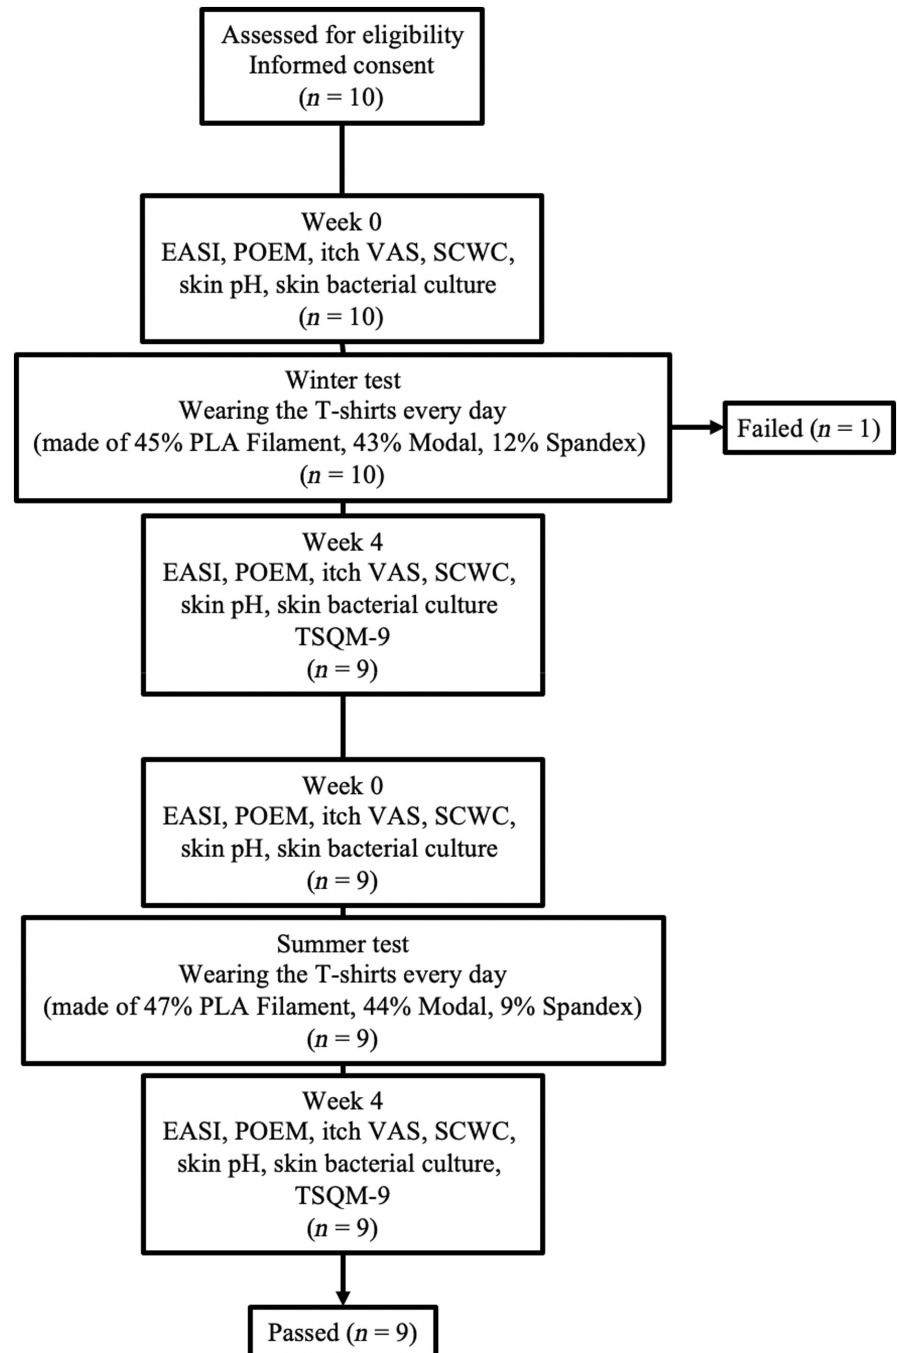 Assessed for eligibility
Informed consent
(n = 10)
Week 0
EASI, POEM, itch VAS, SCWC,
skin pH, skin bacterial culture
(n = 10)
Winter test
Wearing the T-shirts every day
(made of 45% PLA Filament, 43% Modal, 12% Spandex)
(n = 10)
Failed (n = 1)
Week 4
EASI, POEM, itch VAS, SCWC,
skin pH, skin bacterial culture
TSQM-9
(n = 9)
Week 0
EASI, POEM, itch VAS, SCWC,
skin pH, skin bacterial culture
(n = 9)
Summer test
Wearing the T-shirts every day
(made of 47% PLA Filament, 44% Modal, 9% Spandex)
(n = 9)
Week 4
EASI, POEM, itch VAS, SCWC,
skin pH, skin bacterial culture,
TSQM-9
(n = 9)
Passed (n = 9)